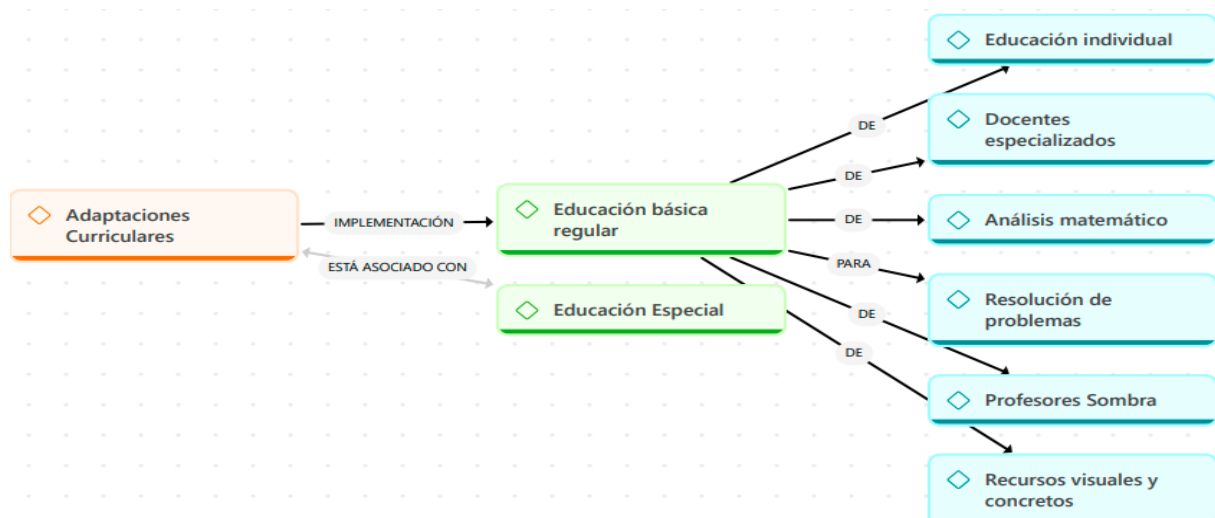 Educación individual
DE
Docentes
especializados
DE
Adaptaciones
Curriculares
IMPLEMENTACIÓN
Educación básica
regular
DE
Análisis matemático
ESTÁ ASOCIADO CON
PARA
Educación Especial
Resolución de
problemas
DE
DE
Profesores Sombra
Recursos visuales y
concretos